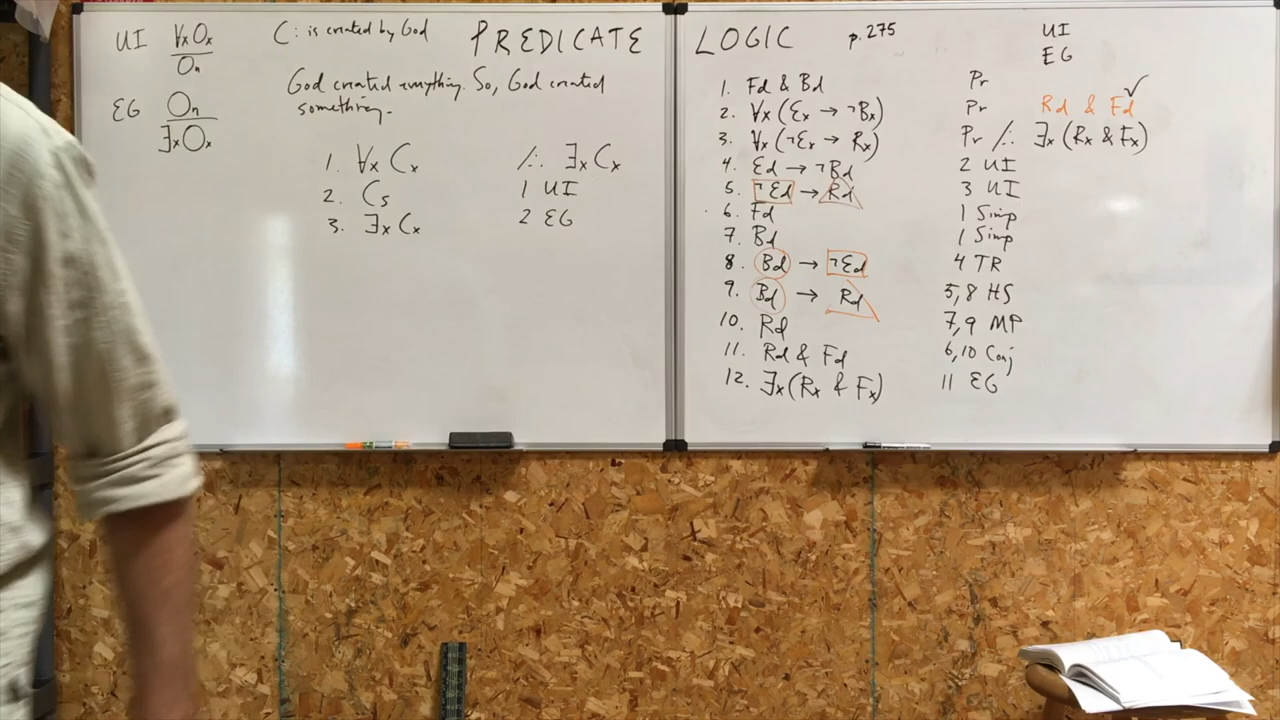 UI ∀x Ox
On
EG On
∃x Ox
C: is created by God
PREDICATE
God created everything. So, God created
something.
1. ∀x Cx /∴ ∃x Cx
2. Cs 1 UI
3. ∃x Cx 2 EG
LOGIC p.275
UI
EG
1. Fd & Bd Pr
2. ∀x (Ex → ¬Bx) Pr
Rd & Fd ✓
3. ∀x (¬Ex → Rx) Pr /∴ ∃x (Rx & Fx)
4. Ed → ¬Bd 2 UI
5. ¬Ed → Rd 3 UI
6. Fd 1 Simp
7. Bd 1 Simp
8. Bd → ¬Ed 4 TR
9. Bd → Rd 5,8 HS
10. Rd 7,9 MP
11. Rd & Fd 6,10 Conj
12. ∃x (Rx & Fx) 11 EG